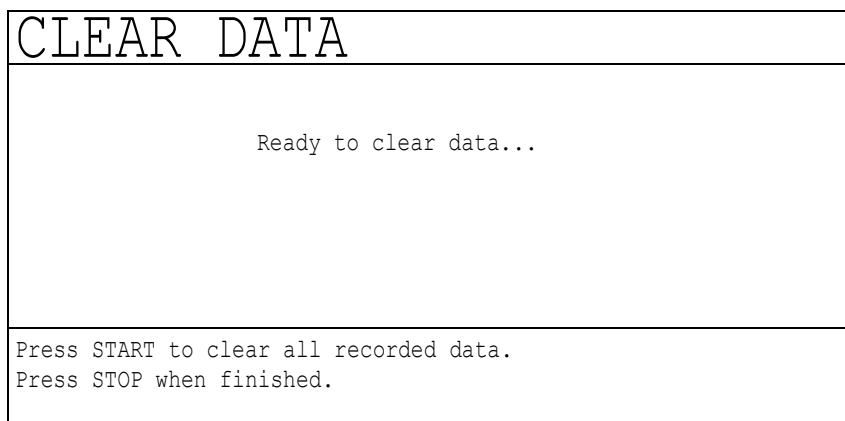 CLEAR DATA
Ready to clear data...
Press START to clear all recorded data.
Press STOP when finished.